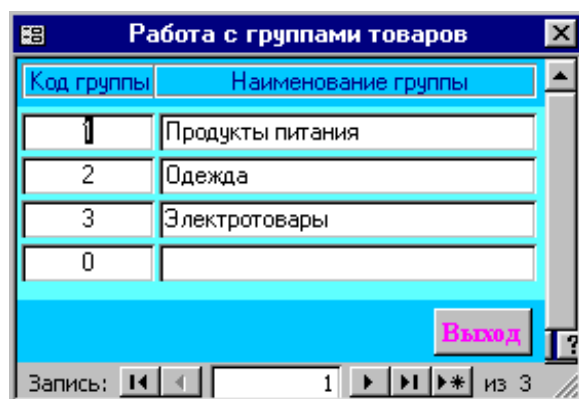 Работа с группами товаров
Код группы Наименование группы
1 Продукты питания
2 Одежда
3 Электротовары
0
Выход
?
Запись: 1 из 3